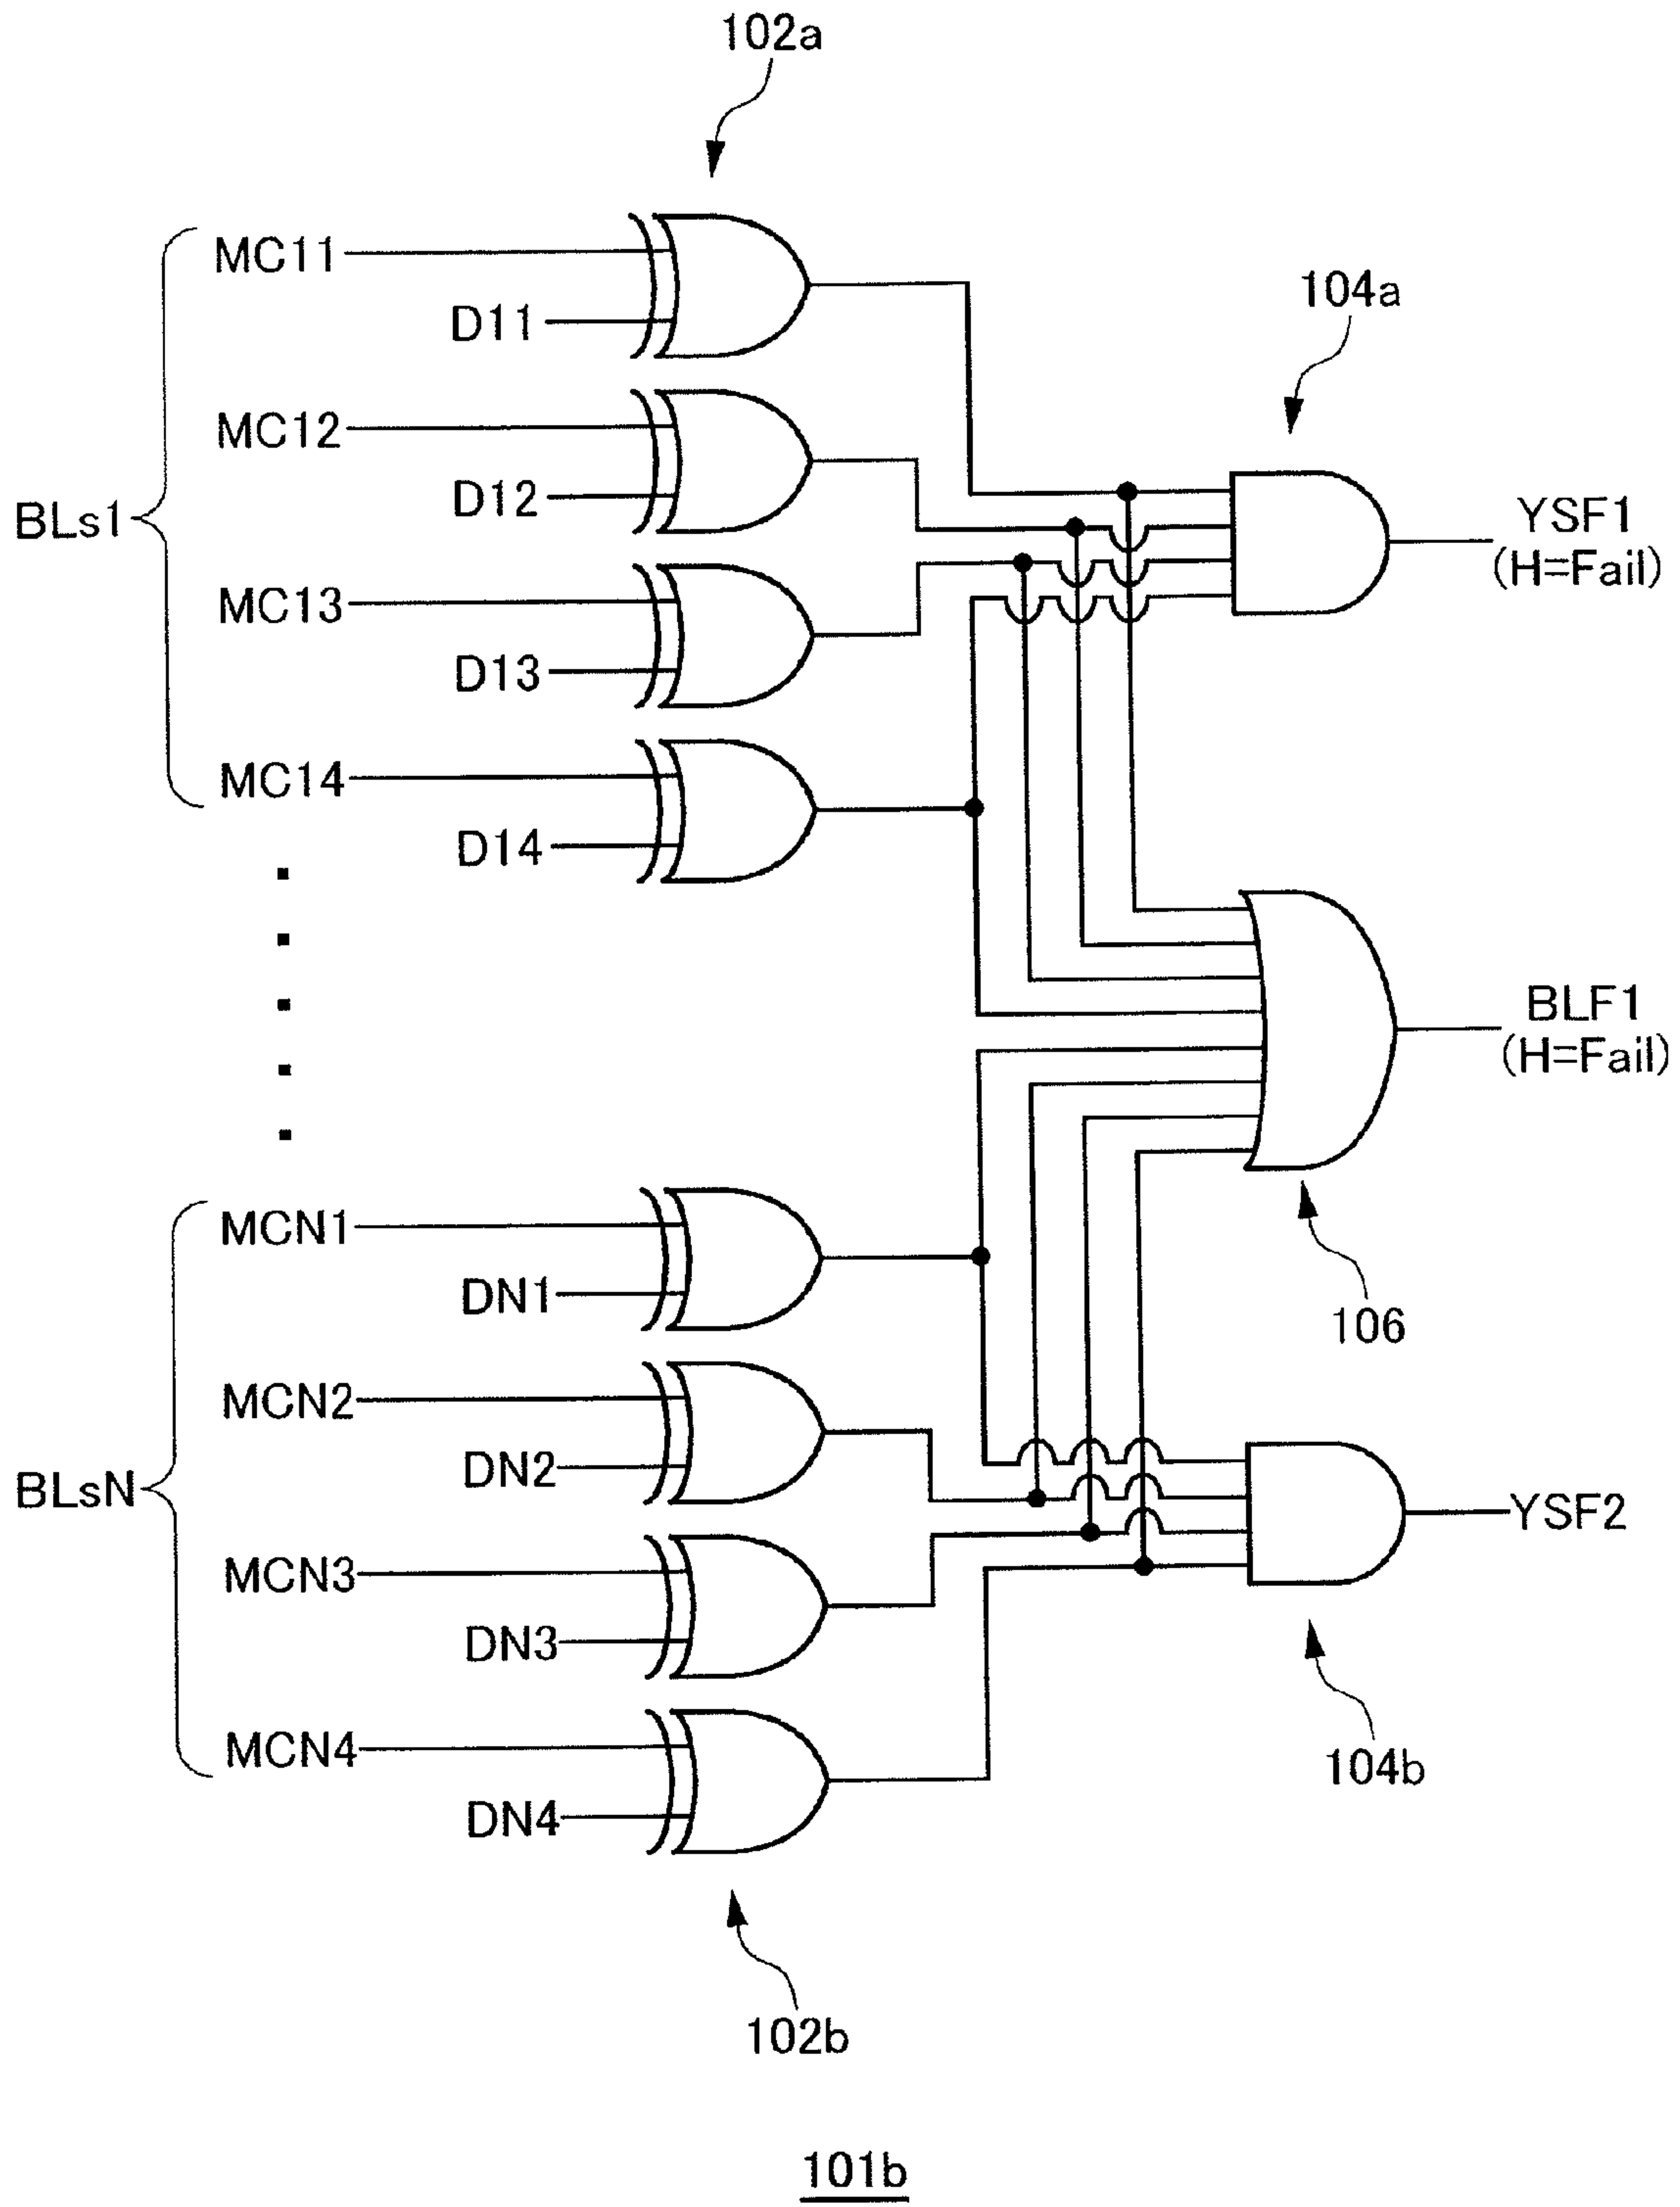 102a
MC11
D11
104a
MC12
D12
YSF1
(H=Fail)
BLs1
MC13
D13
MC14
D14
BLF1
(H=Fail)
MCN1
DN1
106
MCN2
DN2
BLsN
YSF2
MCN3
DN3
MCN4
DN4
104b
102b
101b